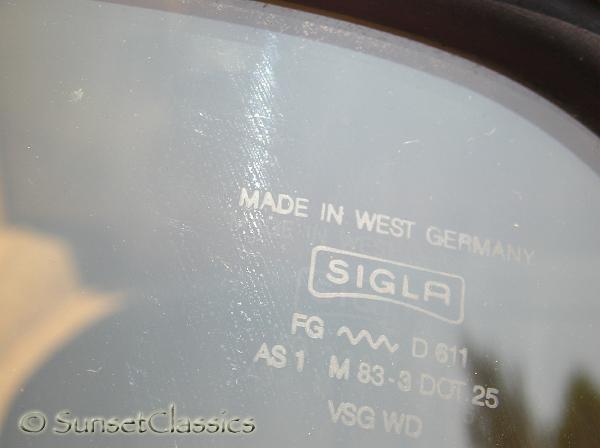 MADE IN WEST GERMANY
SIGLA
FG D 611
AS 1 M 83-3 DOT 25
VSG WD
© SunsetClassics